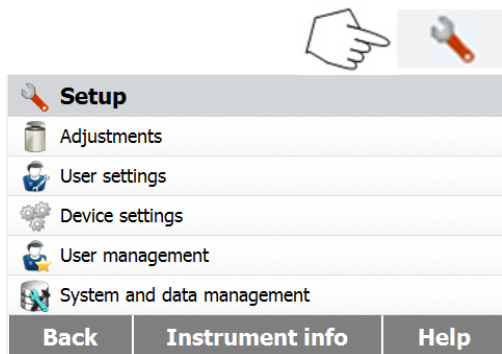 Setup
Adjustments
User settings
Device settings
User management
System and data management
Back Instrument info Help